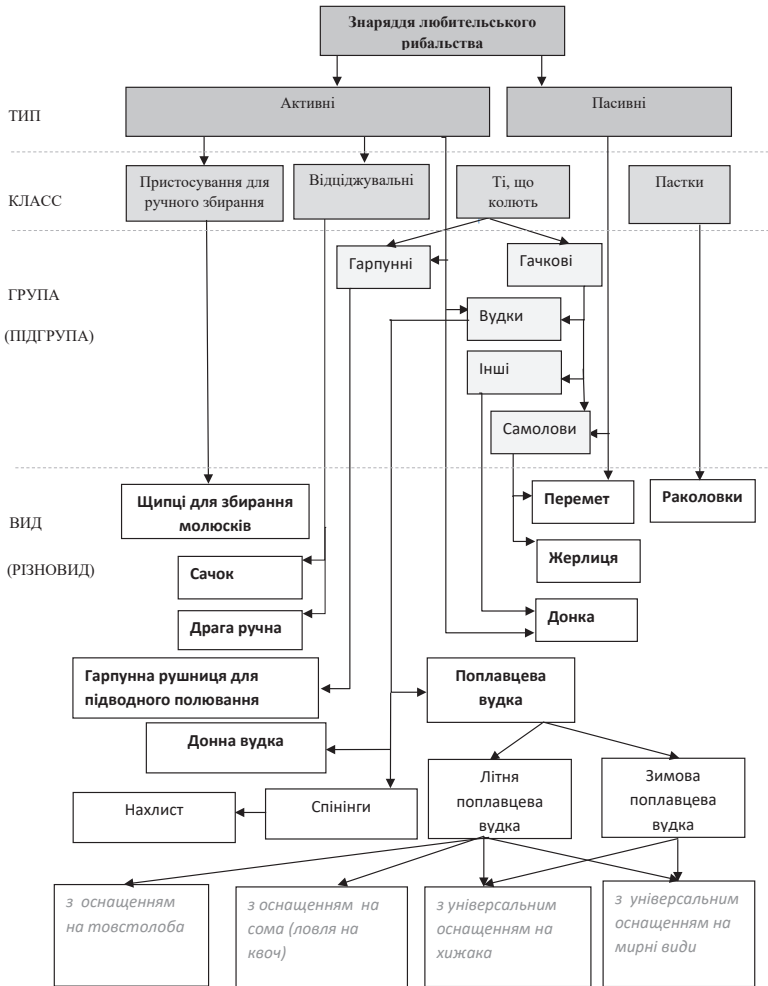 Знаряддя любительського
рибальства
ТИП
Активні
Пасивні
КЛАСС
Пристосування для
ручного збирання
Відціджувальні
Ті, що
колють
Пастки
ГРУПА
(ПІДГРУПА)
Гарпунні
Гачкові
Вудки
Інші
Самолови
ВИД
(РІЗНОВИД)
Щипці для збирання
молюсків
Перемет
Раколовки
Сачок
Жерлиця
Драга ручна
Донка
Гарпунна рушниця для
підводного полювання
Поплавцева
вудка
Донна вудка
Нахлист
Спінінги
Літня
поплавцева
вудка
Зимова
поплавцева
вудка
з оснащенням
на товстолоба
з оснащенням на
сома (ловля на
квоч)
з універсальним
оснащенням на
хижака
з універсальним
оснащенням на
мирні види